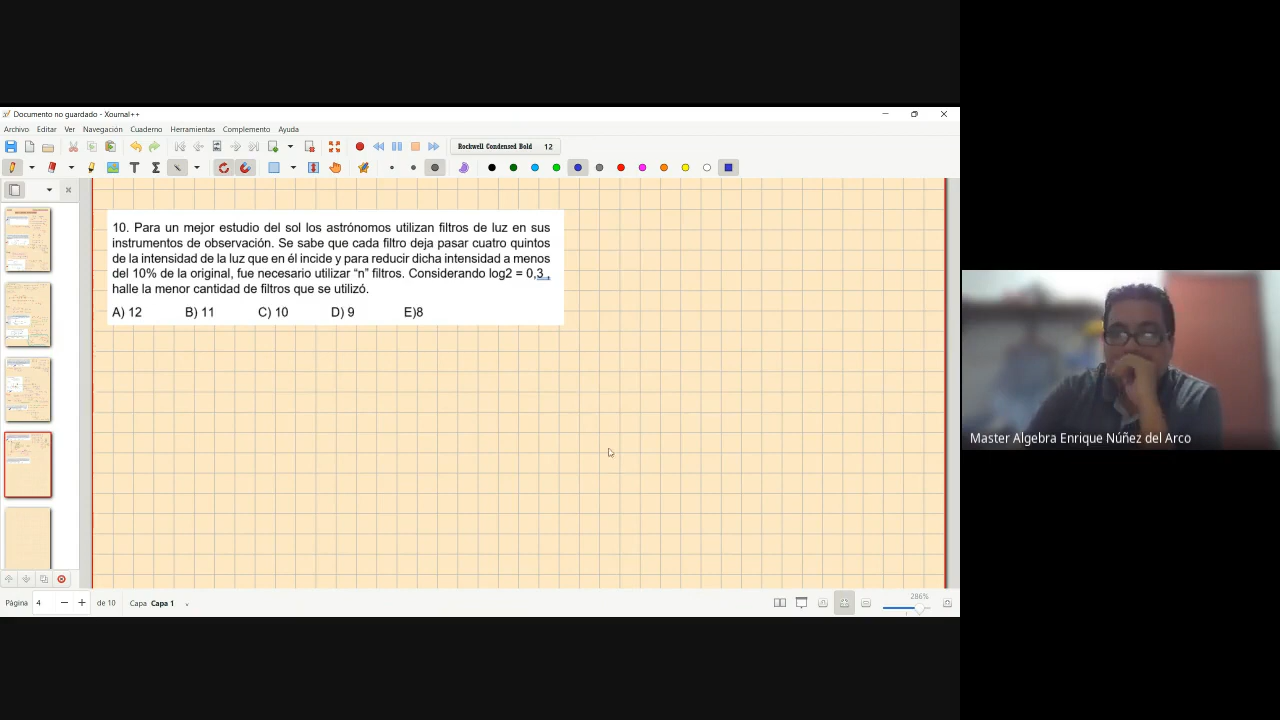 Documento no guardado - Xournal++
Archivo Editar Ver Navegación Cuaderno Herramientas Complemento Ayuda
Rockwell Condensed Bold 12
10. Para un mejor estudio del sol los astrónomos utilizan filtros de luz en sus
instrumentos de observación. Se sabe que cada filtro deja pasar cuatro quintos
de la intensidad de la luz que en él incide y para reducir dicha intensidad a menos
del 10% de la original, fue necesario utilizar “n” filtros. Considerando log2 = 0,3 ,
halle la menor cantidad de filtros que se utilizó.
A) 12 B) 11 C) 10 D) 9 E)8
Master Algebra Enrique Núñez del Arco
Página 4 de 10 Capa Capa 1 286%